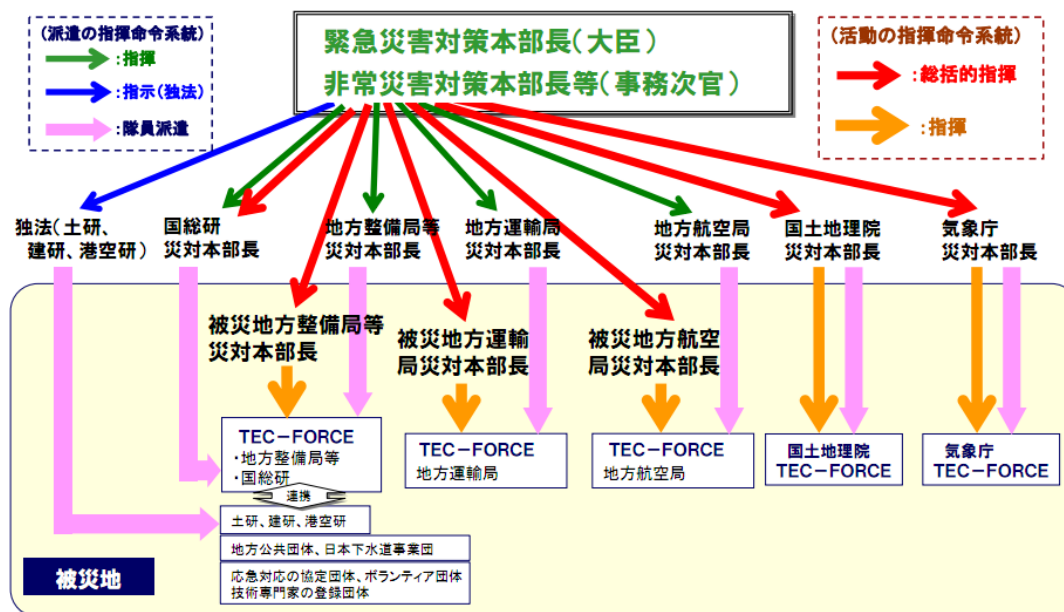 (派遣の指揮命令系統)
:指揮
:指示(独法)
:隊員派遣
緊急災害対策本部長(大臣)
非常災害対策本部長等(事務次官)
(活動の指揮命令系統)
:総括的指揮
:指揮
独法(土研、
建研、港空研)
国総研
災対本部長
地方整備局等
災対本部長
地方運輸局
災対本部長
地方航空局
災対本部長
国土地理院
災対本部長
気象庁
災対本部長
被災地方整備局等
災対本部長
被災地方運輸
局災対本部長
被災地方航空
局災対本部長
TEC-FORCE
・地方整備局等
・国総研
TEC-FORCE
地方運輸局
TEC-FORCE
地方航空局
国土地理院
TEC-FORCE
気象庁
TEC-FORCE
連携
土研、建研、港空研
地方公共団体、日本下水道事業団
応急対応の協定団体、ボランティア団体
技術専門家の登録団体
被災地